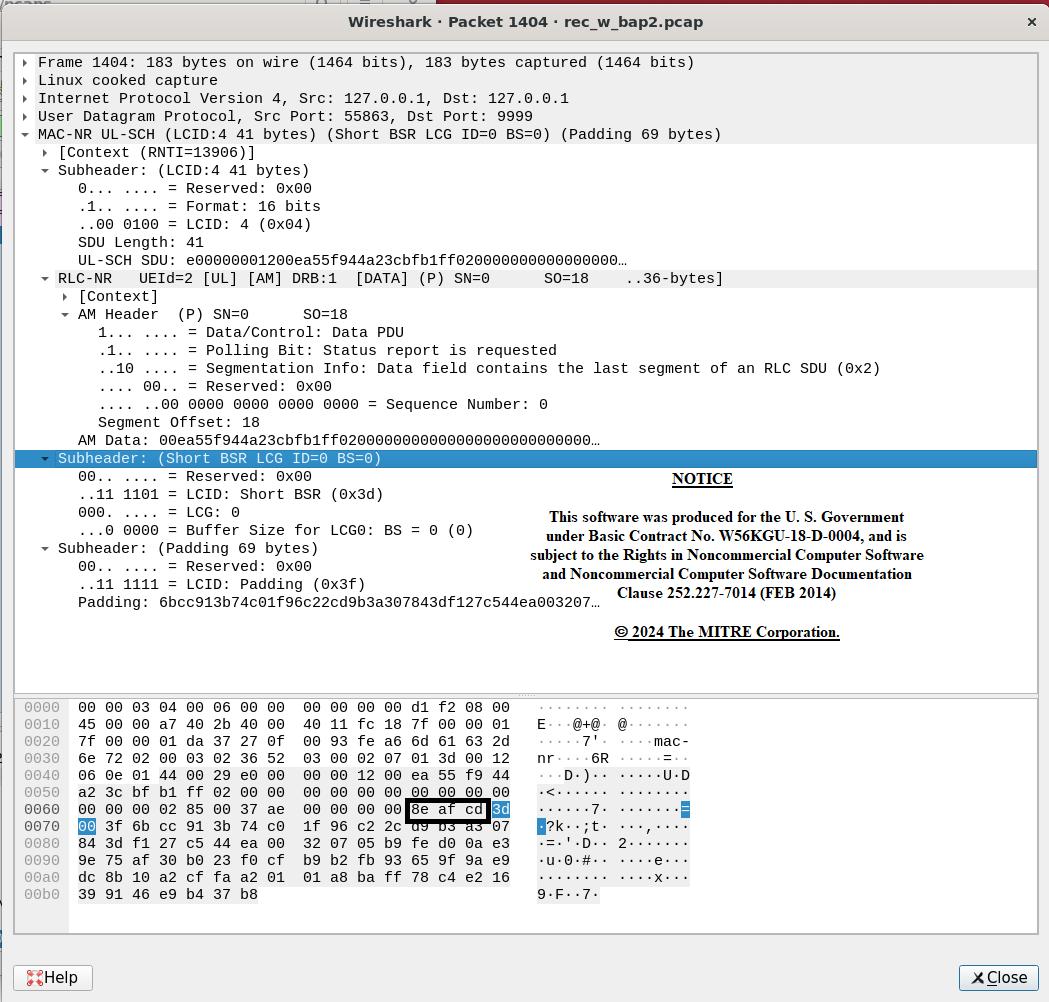 Wireshark · Packet 1404 · rec_w_bap2.pcap
Frame 1404: 183 bytes on wire (1464 bits), 183 bytes captured (1464 bits)
Linux cooked capture
Internet Protocol Version 4, Src: 127.0.0.1, Dst: 127.0.0.1
User Datagram Protocol, Src Port: 55863, Dst Port: 9999
MAC-NR UL-SCH (LCID:4 41 bytes) (Short BSR LCG ID=0 BS=0) (Padding 69 bytes)
[Context (RNTI=13906)]
Subheader: (LCID:4 41 bytes)
0... .... = Reserved: 0x00
.1.. .... = Format: 16 bits
..00 0100 = LCID: 4 (0x04)
SDU Length: 41
UL-SCH SDU: e00000001200ea55f944a23cbfb1ff020000000000000000000…
RLC-NR   UEId=2 [UL] [AM] DRB:1  [DATA] (P) SN=0      SO=18    ..36-bytes]
[Context]
AM Header  (P) SN=0      SO=18
1... .... = Data/Control: Data PDU
.1.. .... = Polling Bit: Status report is requested
..10 .... = Segmentation Info: Data field contains the last segment of an RLC SDU (0x2)
.... 00.. = Reserved: 0x00
.... ..00 0000 0000 0000 0000 = Sequence Number: 0
Segment Offset: 18
AM Data: 00ea55f944a23cbfb1ff0200000000000000000000000000…
Subheader: (Short BSR LCG ID=0 BS=0)
00.. .... = Reserved: 0x00
..11 1101 = LCID: Short BSR (0x3d)
000. .... = LCG: 0
...0 0000 = Buffer Size for LCG0: BS = 0 (0)
Subheader: (Padding 69 bytes)
00.. .... = Reserved: 0x00
..11 1111 = LCID: Padding (0x3f)
Padding: 6bcc913b74c01f96c22cd9b3a307843df127c544ea003207…
NOTICE
This software was produced for the U. S. Government
under Basic Contract No. W56KGU-18-D-0004, and is
subject to the Rights in Noncommercial Computer Software
and Noncommercial Computer Software Documentation
Clause 252.227-7014 (FEB 2014)
© 2024 The MITRE Corporation.
0000 00 00 03 04 00 06 00 00 00 00 00 00 d1 f2 08 00 ········ ········
0010 45 00 00 a7 40 2b 40 00 40 11 fc 18 7f 00 00 01 E···@+@· @·······
0020 7f 00 00 01 da 37 27 0f 00 93 fe a6 6d 61 63 2d ·····7'· ····mac-
0030 6e 72 02 00 03 02 36 52 03 00 02 07 01 3d 00 12 nr····6R ·····=··
0040 06 0e 01 44 00 29 e0 00 00 00 12 00 ea 55 f9 44 ···D·)·· ·····U·D
0050 a2 3c bf b1 ff 02 00 00 00 00 00 00 00 00 00 00 ·<······ ········
0060 00 00 00 02 85 00 37 ae 00 00 00 00 8e af cd 3d ······7· ·······=
0070 00 3f 6b cc 91 3b 74 c0 1f 96 c2 2c d9 b3 a3 07 ·?k··;t· ···,····
0080 84 3d f1 27 c5 44 ea 00 32 07 05 b9 fe d0 0a e3 ·=·'·D·· 2·······
0090 9e 75 af 30 b0 23 f0 cf b9 b2 fb 93 65 9f 9a e9 ·u·0·#·· ····e···
00a0 dc 8b 10 a2 cf fa a2 01 01 a8 ba ff 78 c4 e2 16 ········ ····x···
00b0 39 91 46 e9 b4 37 b8 9·F··7·
Help
Close